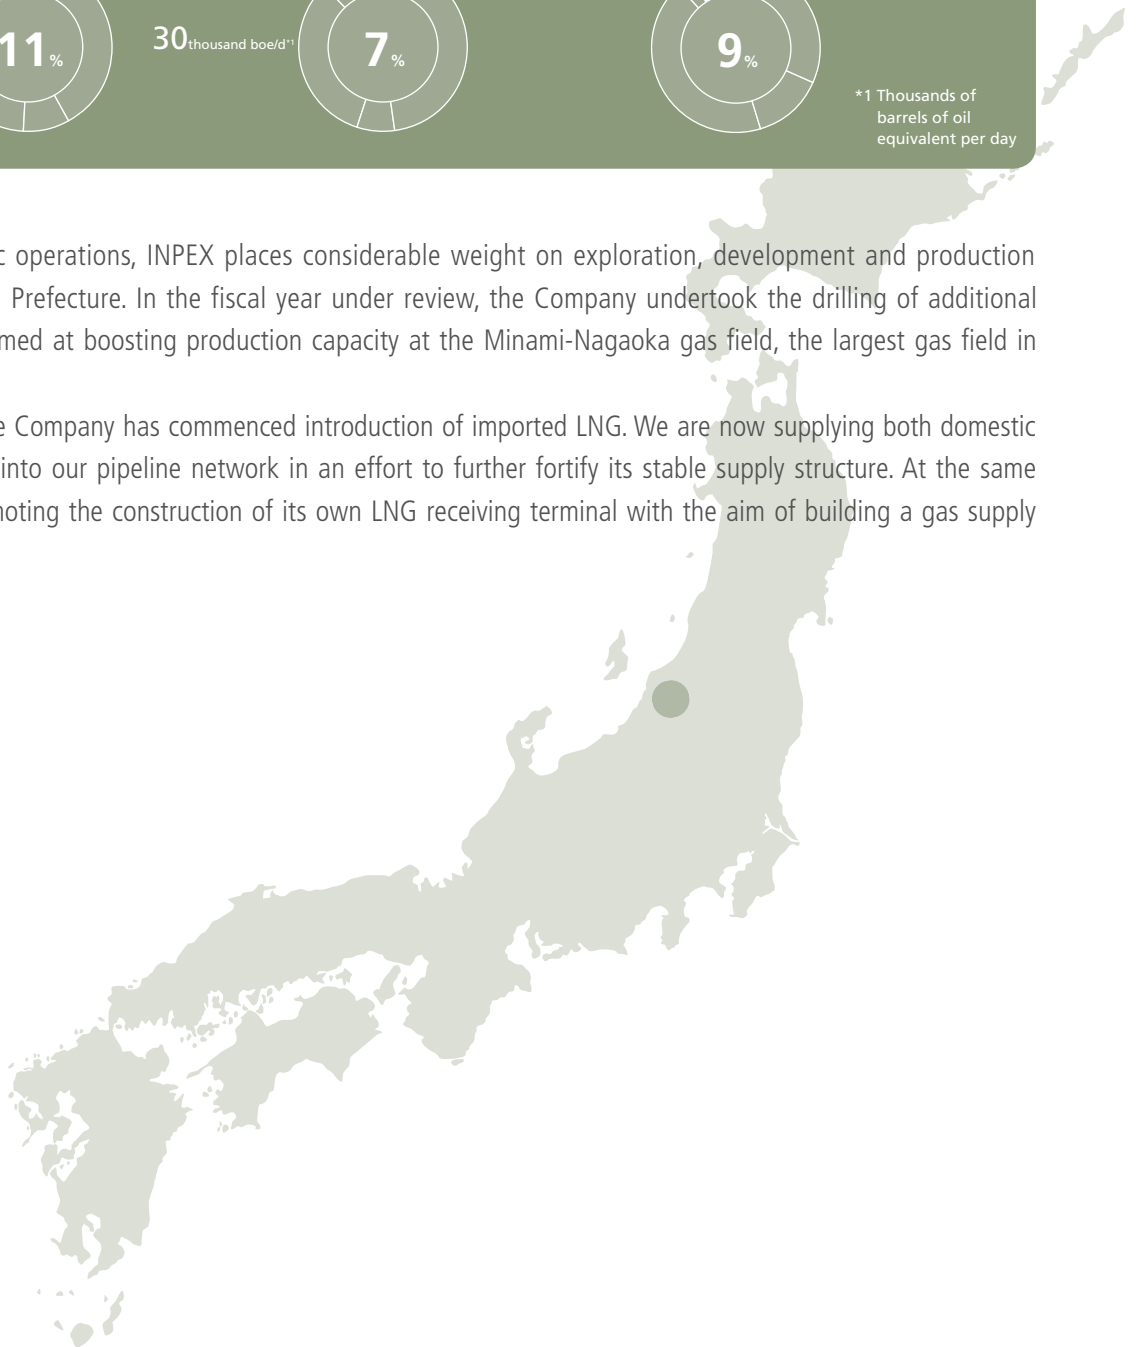 11%
30thousand boe/d*1
7%
9%
*1 Thousands of
barrels of oil
equivalent per day
operations, INPEX places considerable weight on exploration, development and production
Prefecture. In the fiscal year under review, the Company undertook the drilling of additional
at boosting production capacity at the Minami-Nagaoka gas field, the largest gas field in
Company has commenced introduction of imported LNG. We are now supplying both domestic
into our pipeline network in an effort to further fortify its stable supply structure. At the same
the construction of its own LNG receiving terminal with the aim of building a gas supply